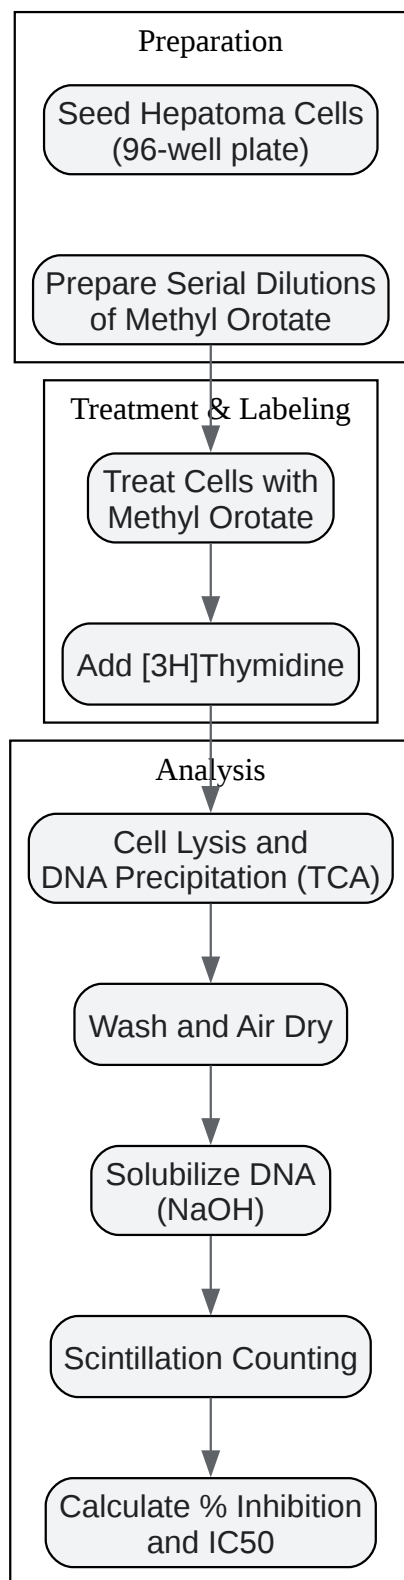 Preparation
Seed Hepatoma Cells
(96-well plate)
Prepare Serial Dilutions
of Methyl Orotate
Treatment & Labeling
Treat Cells with
Methyl Orotate
Add [3H]Thymidine
Analysis
Cell Lysis and
DNA Precipitation (TCA)
Wash and Air Dry
Solubilize DNA
(NaOH)
Scintillation Counting
Calculate % Inhibition
and IC50